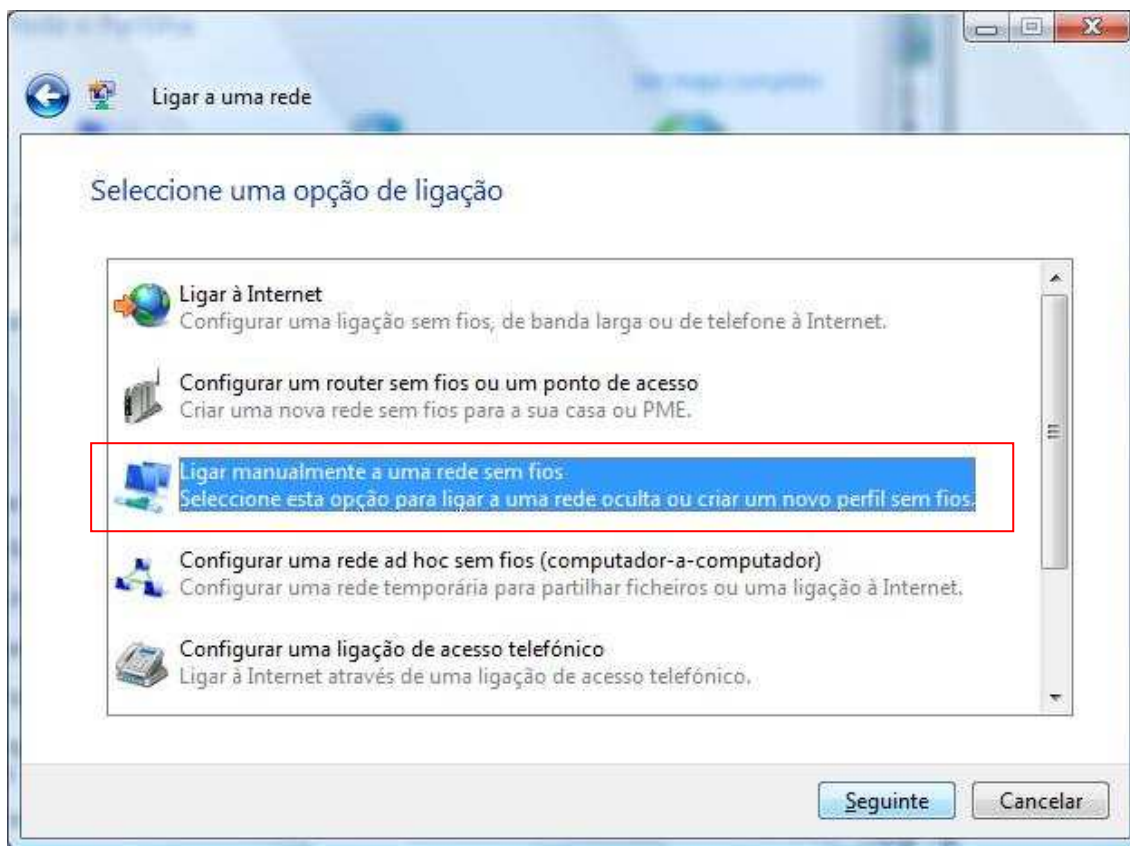 Ligar a uma rede
Seleccione uma opção de ligação
Ligar à Internet
Configurar uma ligação sem fios, de banda larga ou de telefone à Internet.
Configurar um router sem fios ou um ponto de acesso
Criar uma nova rede sem fios para a sua casa ou PME.
Ligar manualmente a uma rede sem fios
Seleccione esta opção para ligar a uma rede oculta ou criar um novo perfil sem fios.
Configurar uma rede ad hoc sem fios (computador-a-computador)
Configurar uma rede temporária para partilhar ficheiros ou uma ligação à Internet.
Configurar uma ligação de acesso telefónico
Ligar à Internet através de uma ligação de acesso telefónico.
Seguinte
Cancelar